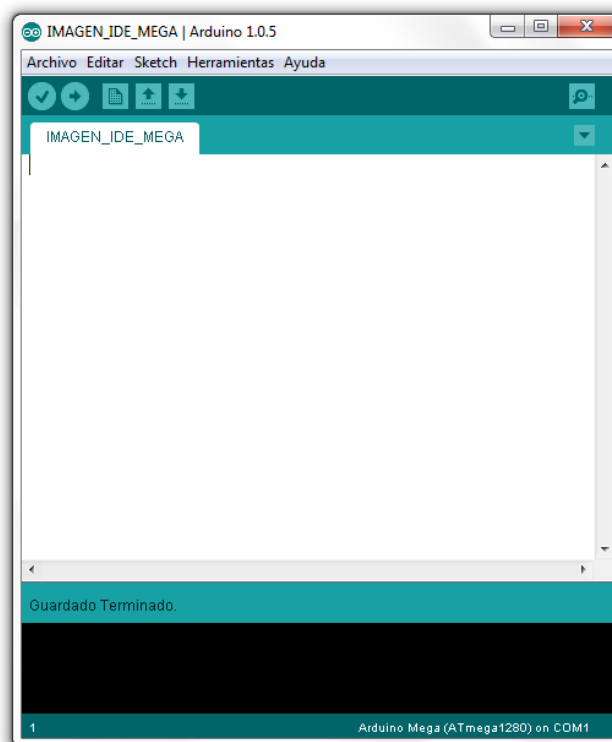 IMAGEN_IDE_MEGA | Arduino 1.0.5
Archivo Editar Sketch Herramientas Ayuda
IMAGEN_IDE_MEGA
Guardado Terminado.
1 Arduino Mega (ATmega1280) on COM1